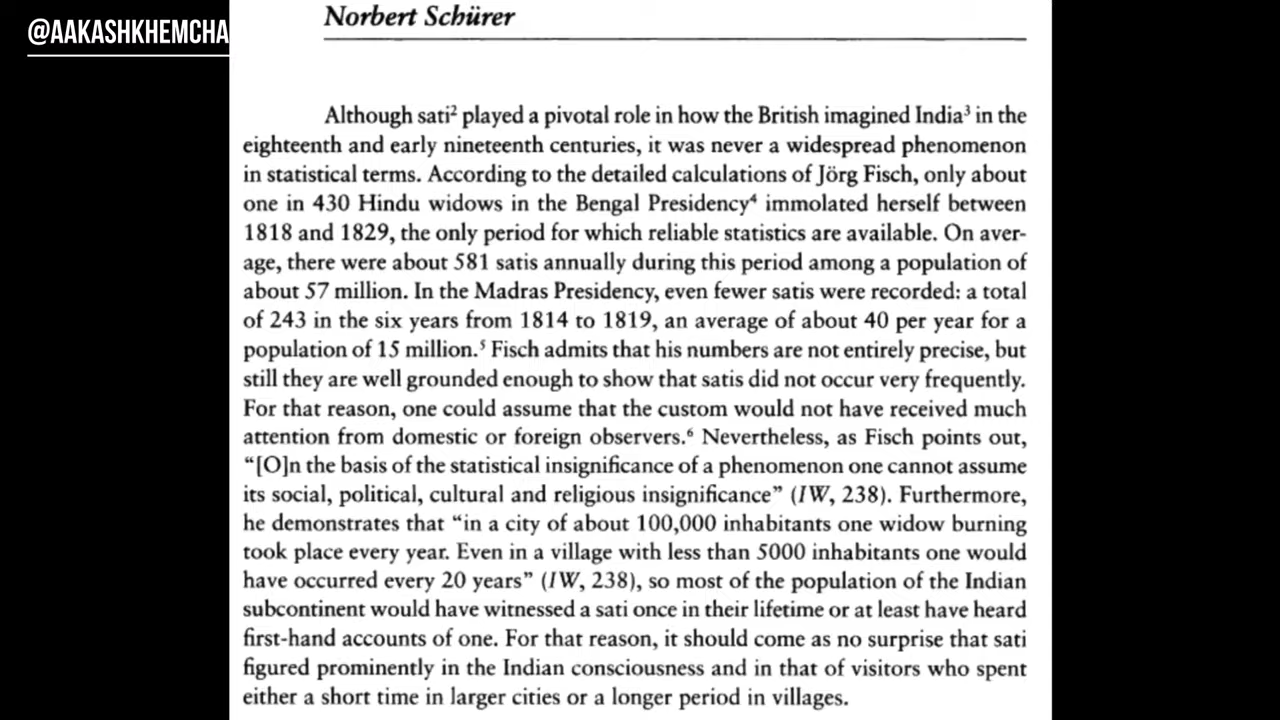 @AAKASHKHEMCHA
Norbert Schürer
Although sati² played a pivotal role in how the British imagined India³ in the
eighteenth and early nineteenth centuries, it was never a widespread phenomenon
in statistical terms. According to the detailed calculations of Jörg Fisch, only about
one in 430 Hindu widows in the Bengal Presidency⁴ immolated herself between
1818 and 1829, the only period for which reliable statistics are available. On aver-
age, there were about 581 satis annually during this period among a population of
about 57 million. In the Madras Presidency, even fewer satis were recorded: a total
of 243 in the six years from 1814 to 1819, an average of about 40 per year for a
population of 15 million.⁵ Fisch admits that his numbers are not entirely precise, but
still they are well grounded enough to show that satis did not occur very frequently.
For that reason, one could assume that the custom would not have received much
attention from domestic or foreign observers.⁶ Nevertheless, as Fisch points out,
“[O]n the basis of the statistical insignificance of a phenomenon one cannot assume
its social, political, cultural and religious insignificance” (IW, 238). Furthermore,
he demonstrates that “in a city of about 100,000 inhabitants one widow burning
took place every year. Even in a village with less than 5000 inhabitants one would
have occurred every 20 years” (IW, 238), so most of the population of the Indian
subcontinent would have witnessed a sati once in their lifetime or at least have heard
first-hand accounts of one. For that reason, it should come as no surprise that sati
figured prominently in the Indian consciousness and in that of visitors who spent
either a short time in larger cities or a longer period in villages.